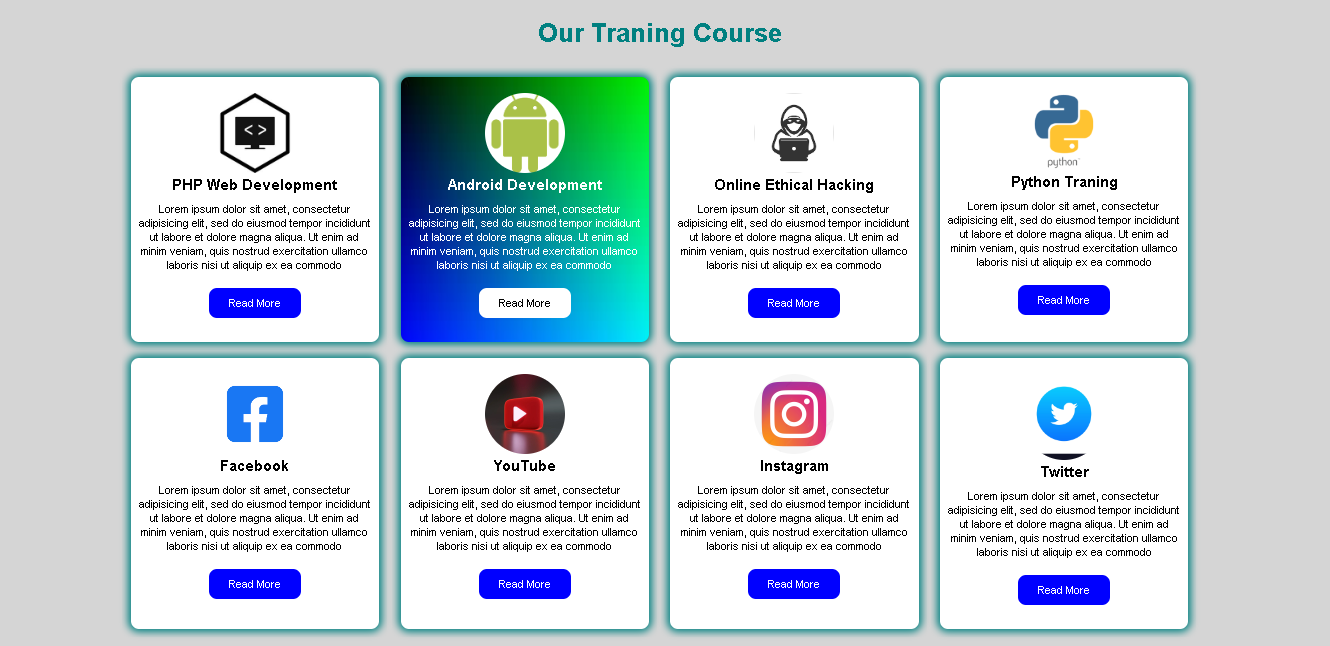 Our Traning Course
< >
PHP Web Development
Lorem ipsum dolor sit amet, consectetur
adipisicing elit, sed do eiusmod tempor incididunt
ut labore et dolore magna aliqua. Ut enim ad
minim veniam, quis nostrud exercitation ullamco
laboris nisi ut aliquip ex ea commodo
Read More
Android Development
Lorem ipsum dolor sit amet, consectetur
adipisicing elit, sed do eiusmod tempor incididunt
ut labore et dolore magna aliqua. Ut enim ad
minim veniam, quis nostrud exercitation ullamco
laboris nisi ut aliquip ex ea commodo
Read More
Online Ethical Hacking
Lorem ipsum dolor sit amet, consectetur
adipisicing elit, sed do eiusmod tempor incididunt
ut labore et dolore magna aliqua. Ut enim ad
minim veniam, quis nostrud exercitation ullamco
laboris nisi ut aliquip ex ea commodo
Read More
python
Python Traning
Lorem ipsum dolor sit amet, consectetur
adipisicing elit, sed do eiusmod tempor incididunt
ut labore et dolore magna aliqua. Ut enim ad
minim veniam, quis nostrud exercitation ullamco
laboris nisi ut aliquip ex ea commodo
Read More
f
Facebook
Lorem ipsum dolor sit amet, consectetur
adipisicing elit, sed do eiusmod tempor incididunt
ut labore et dolore magna aliqua. Ut enim ad
minim veniam, quis nostrud exercitation ullamco
laboris nisi ut aliquip ex ea commodo
Read More
YouTube
Lorem ipsum dolor sit amet, consectetur
adipisicing elit, sed do eiusmod tempor incididunt
ut labore et dolore magna aliqua. Ut enim ad
minim veniam, quis nostrud exercitation ullamco
laboris nisi ut aliquip ex ea commodo
Read More
Instagram
Lorem ipsum dolor sit amet, consectetur
adipisicing elit, sed do eiusmod tempor incididunt
ut labore et dolore magna aliqua. Ut enim ad
minim veniam, quis nostrud exercitation ullamco
laboris nisi ut aliquip ex ea commodo
Read More
Twitter
Lorem ipsum dolor sit amet, consectetur
adipisicing elit, sed do eiusmod tempor incididunt
ut labore et dolore magna aliqua. Ut enim ad
minim veniam, quis nostrud exercitation ullamco
laboris nisi ut aliquip ex ea commodo
Read More